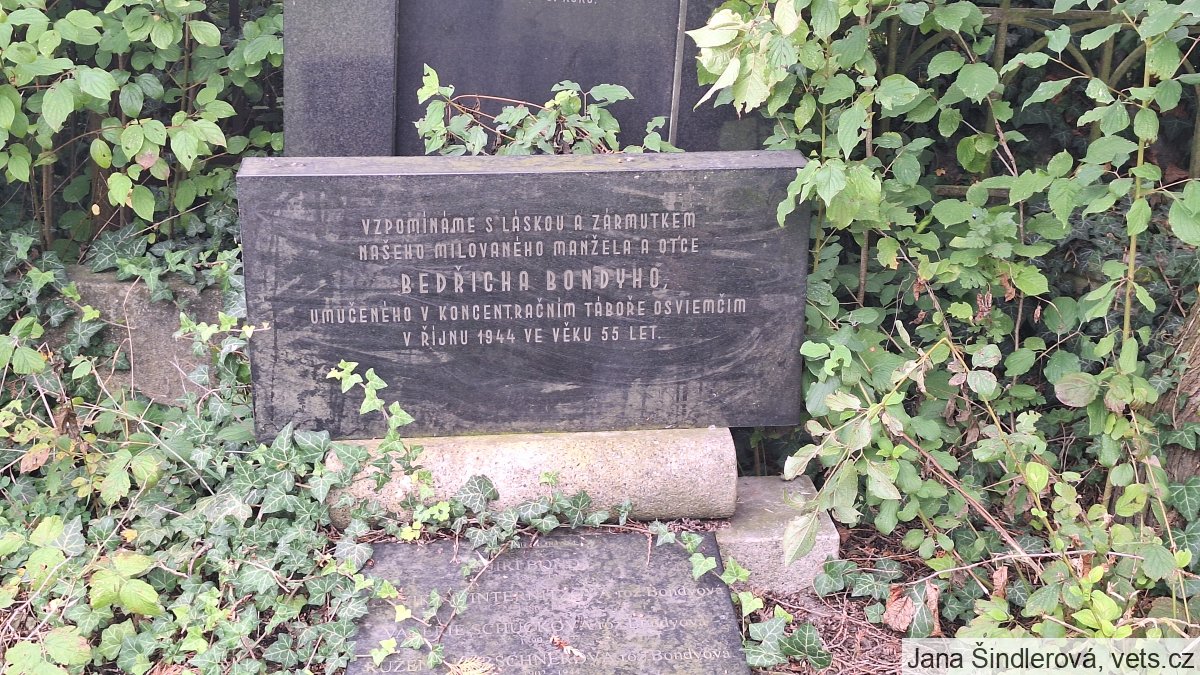 VZPOMÍNÁME S LÁSKOU A ZÁRMUTKEM
NAŠEHO MILOVANÉHO MANŽELA A OTCE
BEDŘICHA BONDYHO,
UMUČENÉHO V KONCENTRAČNÍM TÁBOŘE OSVIEMČIM
V ŘÍJNU 1944 VE VĚKU 55 LET.
roz Bondyová
SCHÜCKOVÁ roz Bondyová
roz Bondyová
Jana Šindlerová, vets.cz